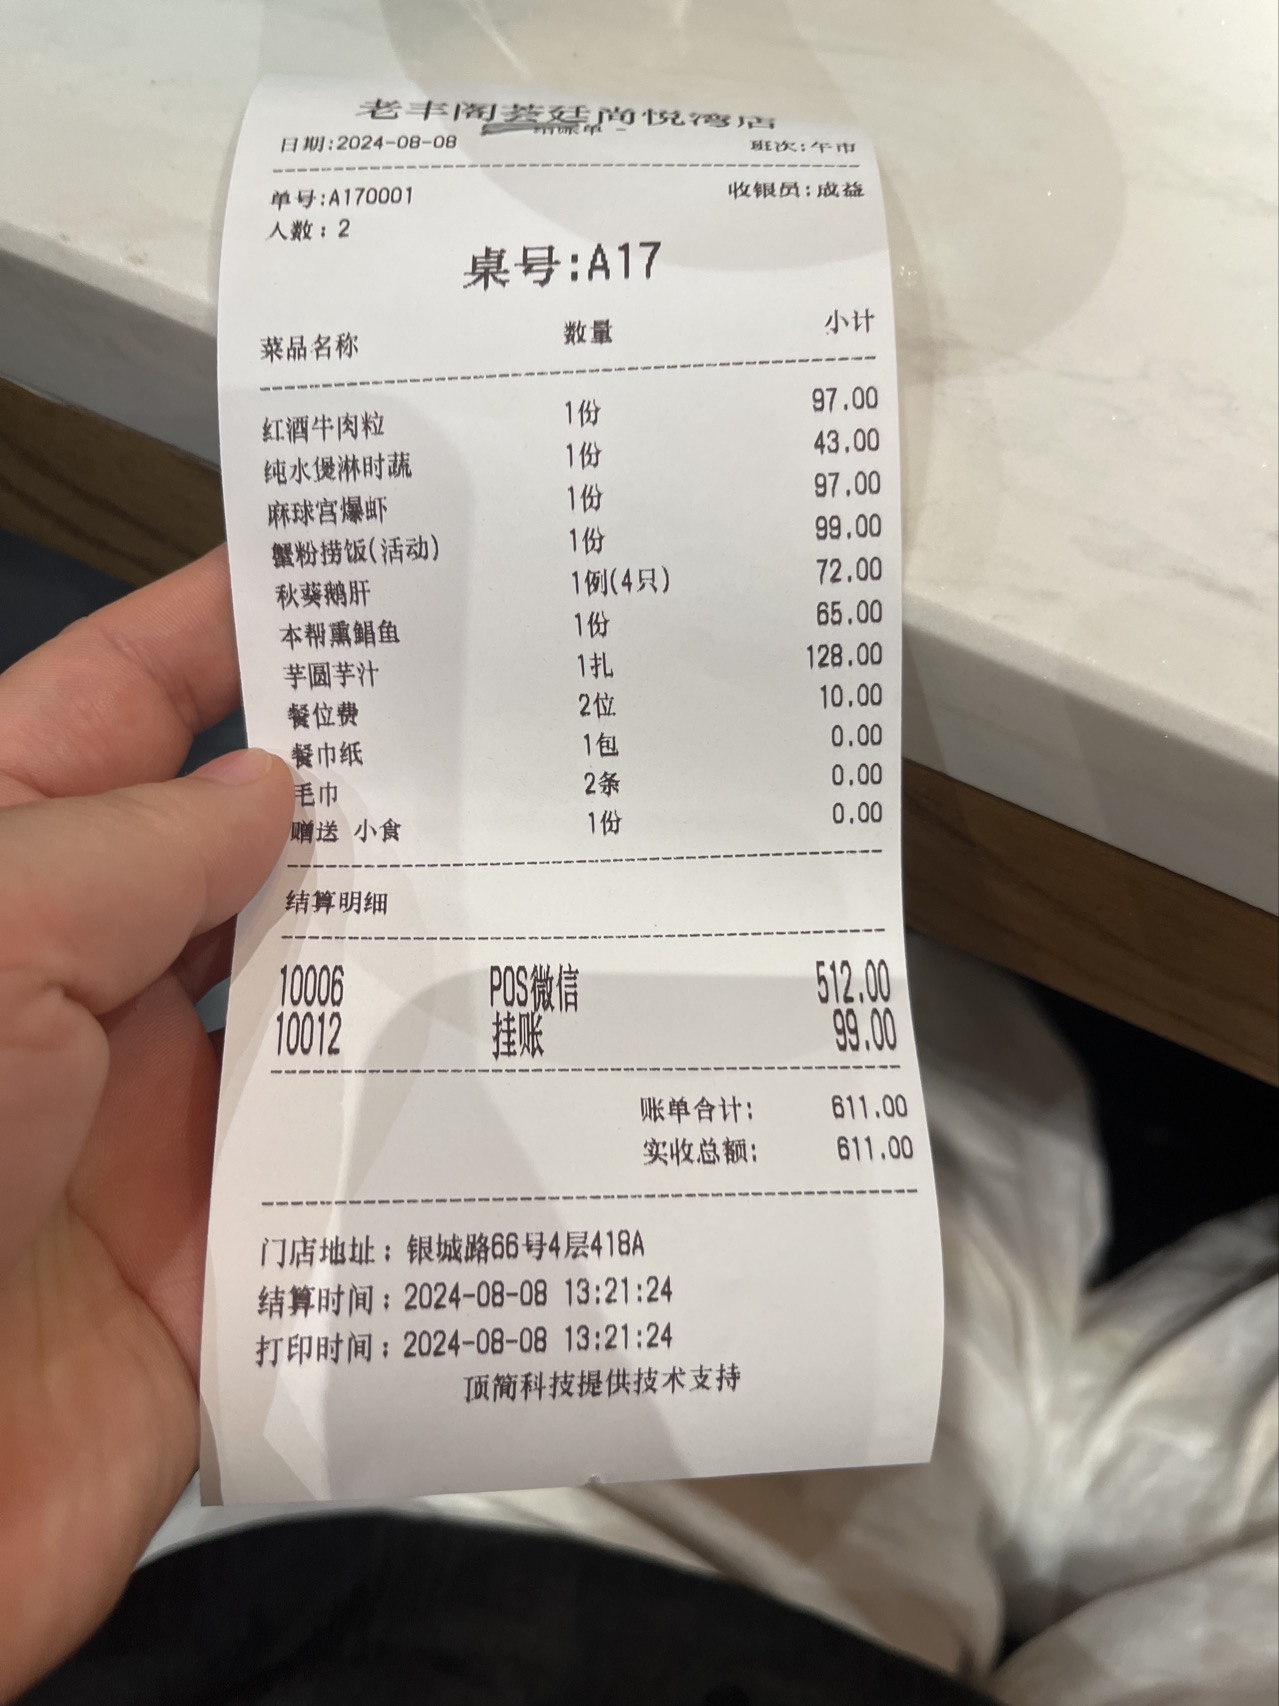 老丰阁荟廷尚悦湾店
结账单
日期:2024-08-08 班次:午市
单号:A170001 收银员:成益
人数:2
桌号:A17
菜品名称 数量 小计
红酒牛肉粒 1份 97.00
纯水煲淋时蔬 1份 43.00
麻球宫爆虾 1份 97.00
蟹粉捞饭(活动) 1份 99.00
秋葵鹅肝 1例(4只) 72.00
本帮熏鲳鱼 1份 65.00
芋圆芋汁 1扎 128.00
餐位费 2位 10.00
餐巾纸 1包 0.00
毛巾 2条 0.00
赠送 小食 1份 0.00
结算明细
10006 POS微信 512.00
10012 挂账 99.00
账单合计: 611.00
实收总额: 611.00
门店地址:银城路66号4层418A
结算时间:2024-08-08 13:21:24
打印时间:2024-08-08 13:21:24
顶简科技提供技术支持